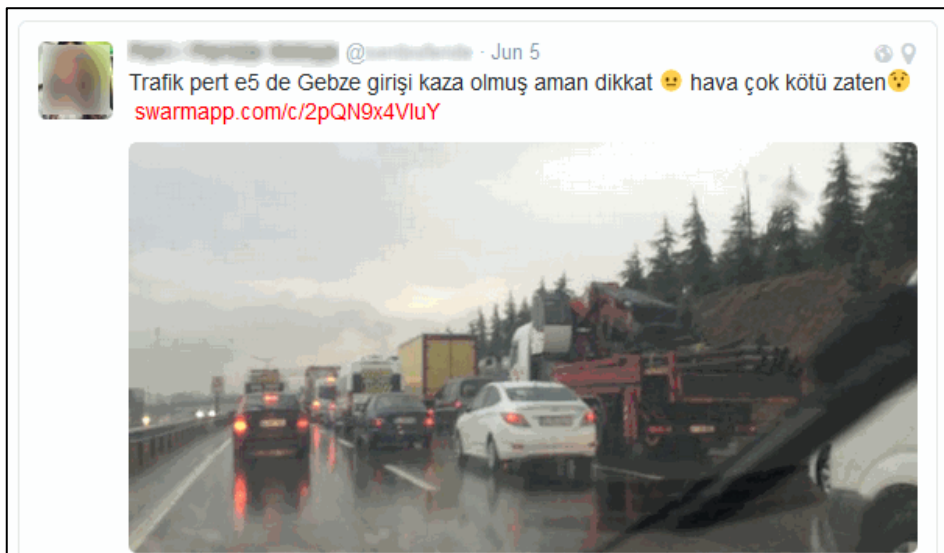 @ · Jun 5
Trafik pert e5 de Gebze girişi kaza olmuş aman dikkat 😐 hava çok kötü zaten😯
swarmapp.com/c/2pQN9x4VluY